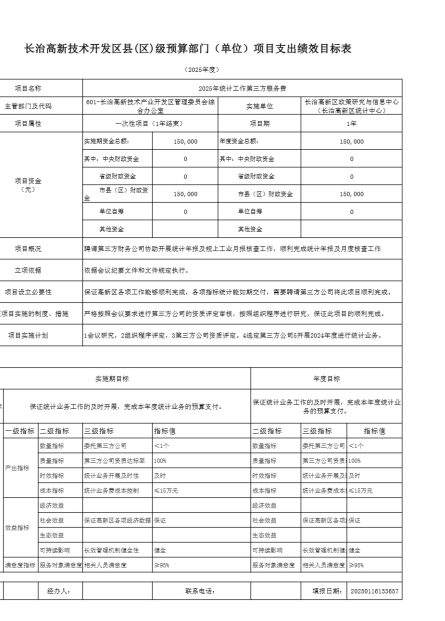 长治高新技术开发区县(区)级预算部门（单位）项目支出绩效目标表
（2025年度）
项目名称 2025年统计工作第三方服务费
主管部门及代码 601-长治高新技术产业开发区管理委员会综合办公室 实施单位 长治高新区政策研究与信息中心（长治高新区统计中心）
项目属性 一次性项目（1年结束） 项目期 1年
项目资金（元） 实施期资金总额： 150,000 年度资金总额： 150,000
其中：中央财政资金 0 其中：中央财政资金 0
省级财政资金 0 省级财政资金 0
市县（区）财政资金 150,000 市县（区）财政资金 150,000
单位自筹 0 单位自筹 0
其他资金 其他资金
项目概况 聘请第三方财务公司协助开展统计年报及规上工业月报核查工作，顺利完成统计年报及月度核查工作
立项依据 依据会议纪要文件和文件规定执行。
项目设立必要性 保证高新区各项工作能够顺利完成，各项指标统计能如期交付，需要聘请第三方公司将此项目顺利完成。
项目实施的制度、措施 严格按照会议要求进行第三方公司的资质评定审核，按照组织程序进行研究，保证此项目的顺利完成。
项目实施计划 1会议研究，2组织程序评定，3第三方公司资质评定，4选定第三方公司5开展2024年度进行统计业务。
实施期目标 年度目标
保证统计业务工作的及时开展，完成本年度统计业务的预算支付。 保证统计业务工作的及时开展，完成本年度统计业务的预算支付。
一级指标 二级指标 三级指标 指标值 二级指标 三级指标 指标值
产出指标 数量指标 委托第三方公司 ＜1个 数量指标 委托第三方公司 ＜1个
质量指标 第三方公司资质达标率 100% 质量指标 第三方公司资质 100%
时效指标 统计业务开展及时性 及时 时效指标 统计业务开展及 及时
成本指标 统计业务费成本控制 ≤15万元 成本指标 统计业务费成本 ≤15万元
效益指标 经济效益 经济效益
社会效益 保证高新区各项经济数据 保证 社会效益 保证高新区各项 保证
生态效益 生态效益
可持续影响 长效管理机制健全性 健全 可持续影响 长效管理机制健 健全
满意度指标 服务对象满意度 相关人员满意度 ≥95% 服务对象满意度 相关人员满意度 ≥95%
经办人： 联系电话： 填报日期： 20250116133657